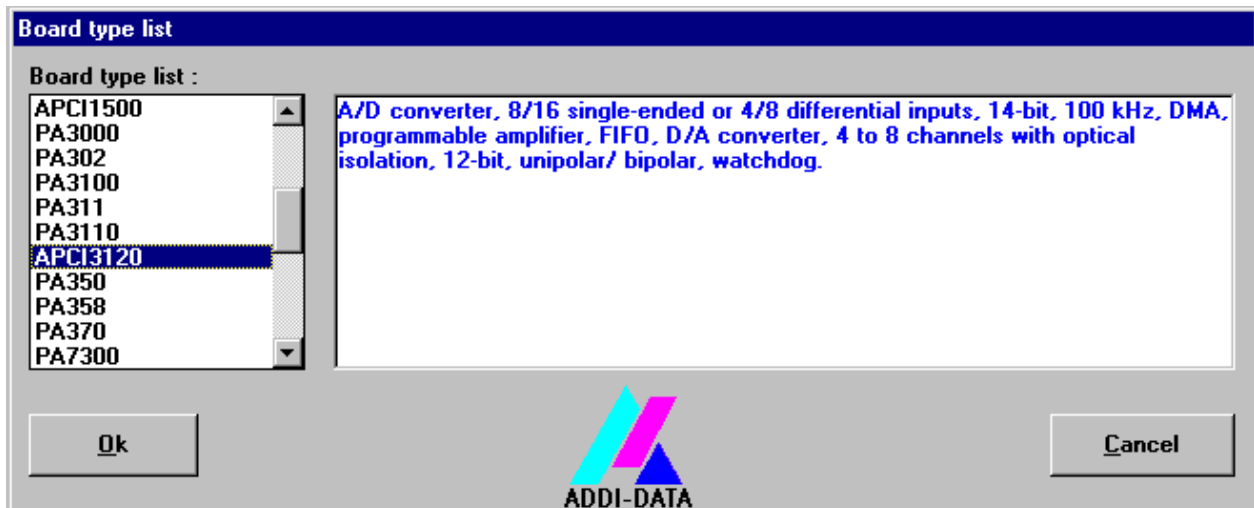 Board type list
Board type list :
APCI1500
PA3000
PA302
PA3100
PA311
PA3110
APCI3120
PA350
PA358
PA370
PA7300
A/D converter, 8/16 single-ended or 4/8 differential inputs, 14-bit, 100 kHz, DMA,
programmable amplifier, FIFO, D/A converter, 4 to 8 channels with optical
isolation, 12-bit, unipolar/ bipolar, watchdog.
Ok
ADDI-DATA
Cancel